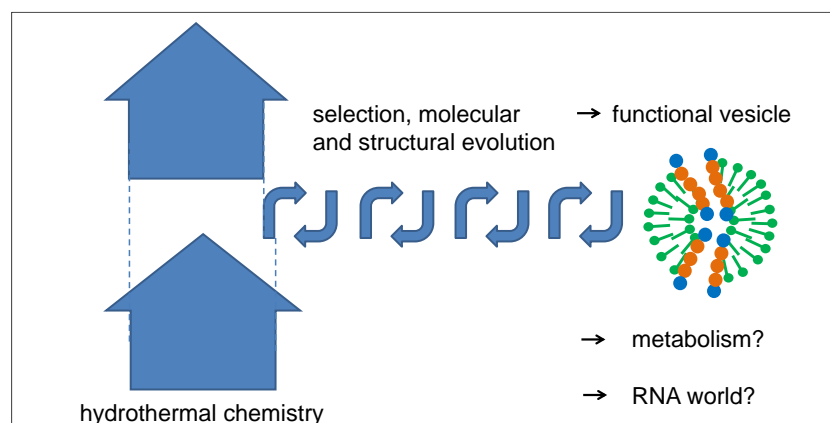 selection, molecular → functional vesicle
and structural evolution
→ metabolism?
→ RNA world?
hydrothermal chemistry